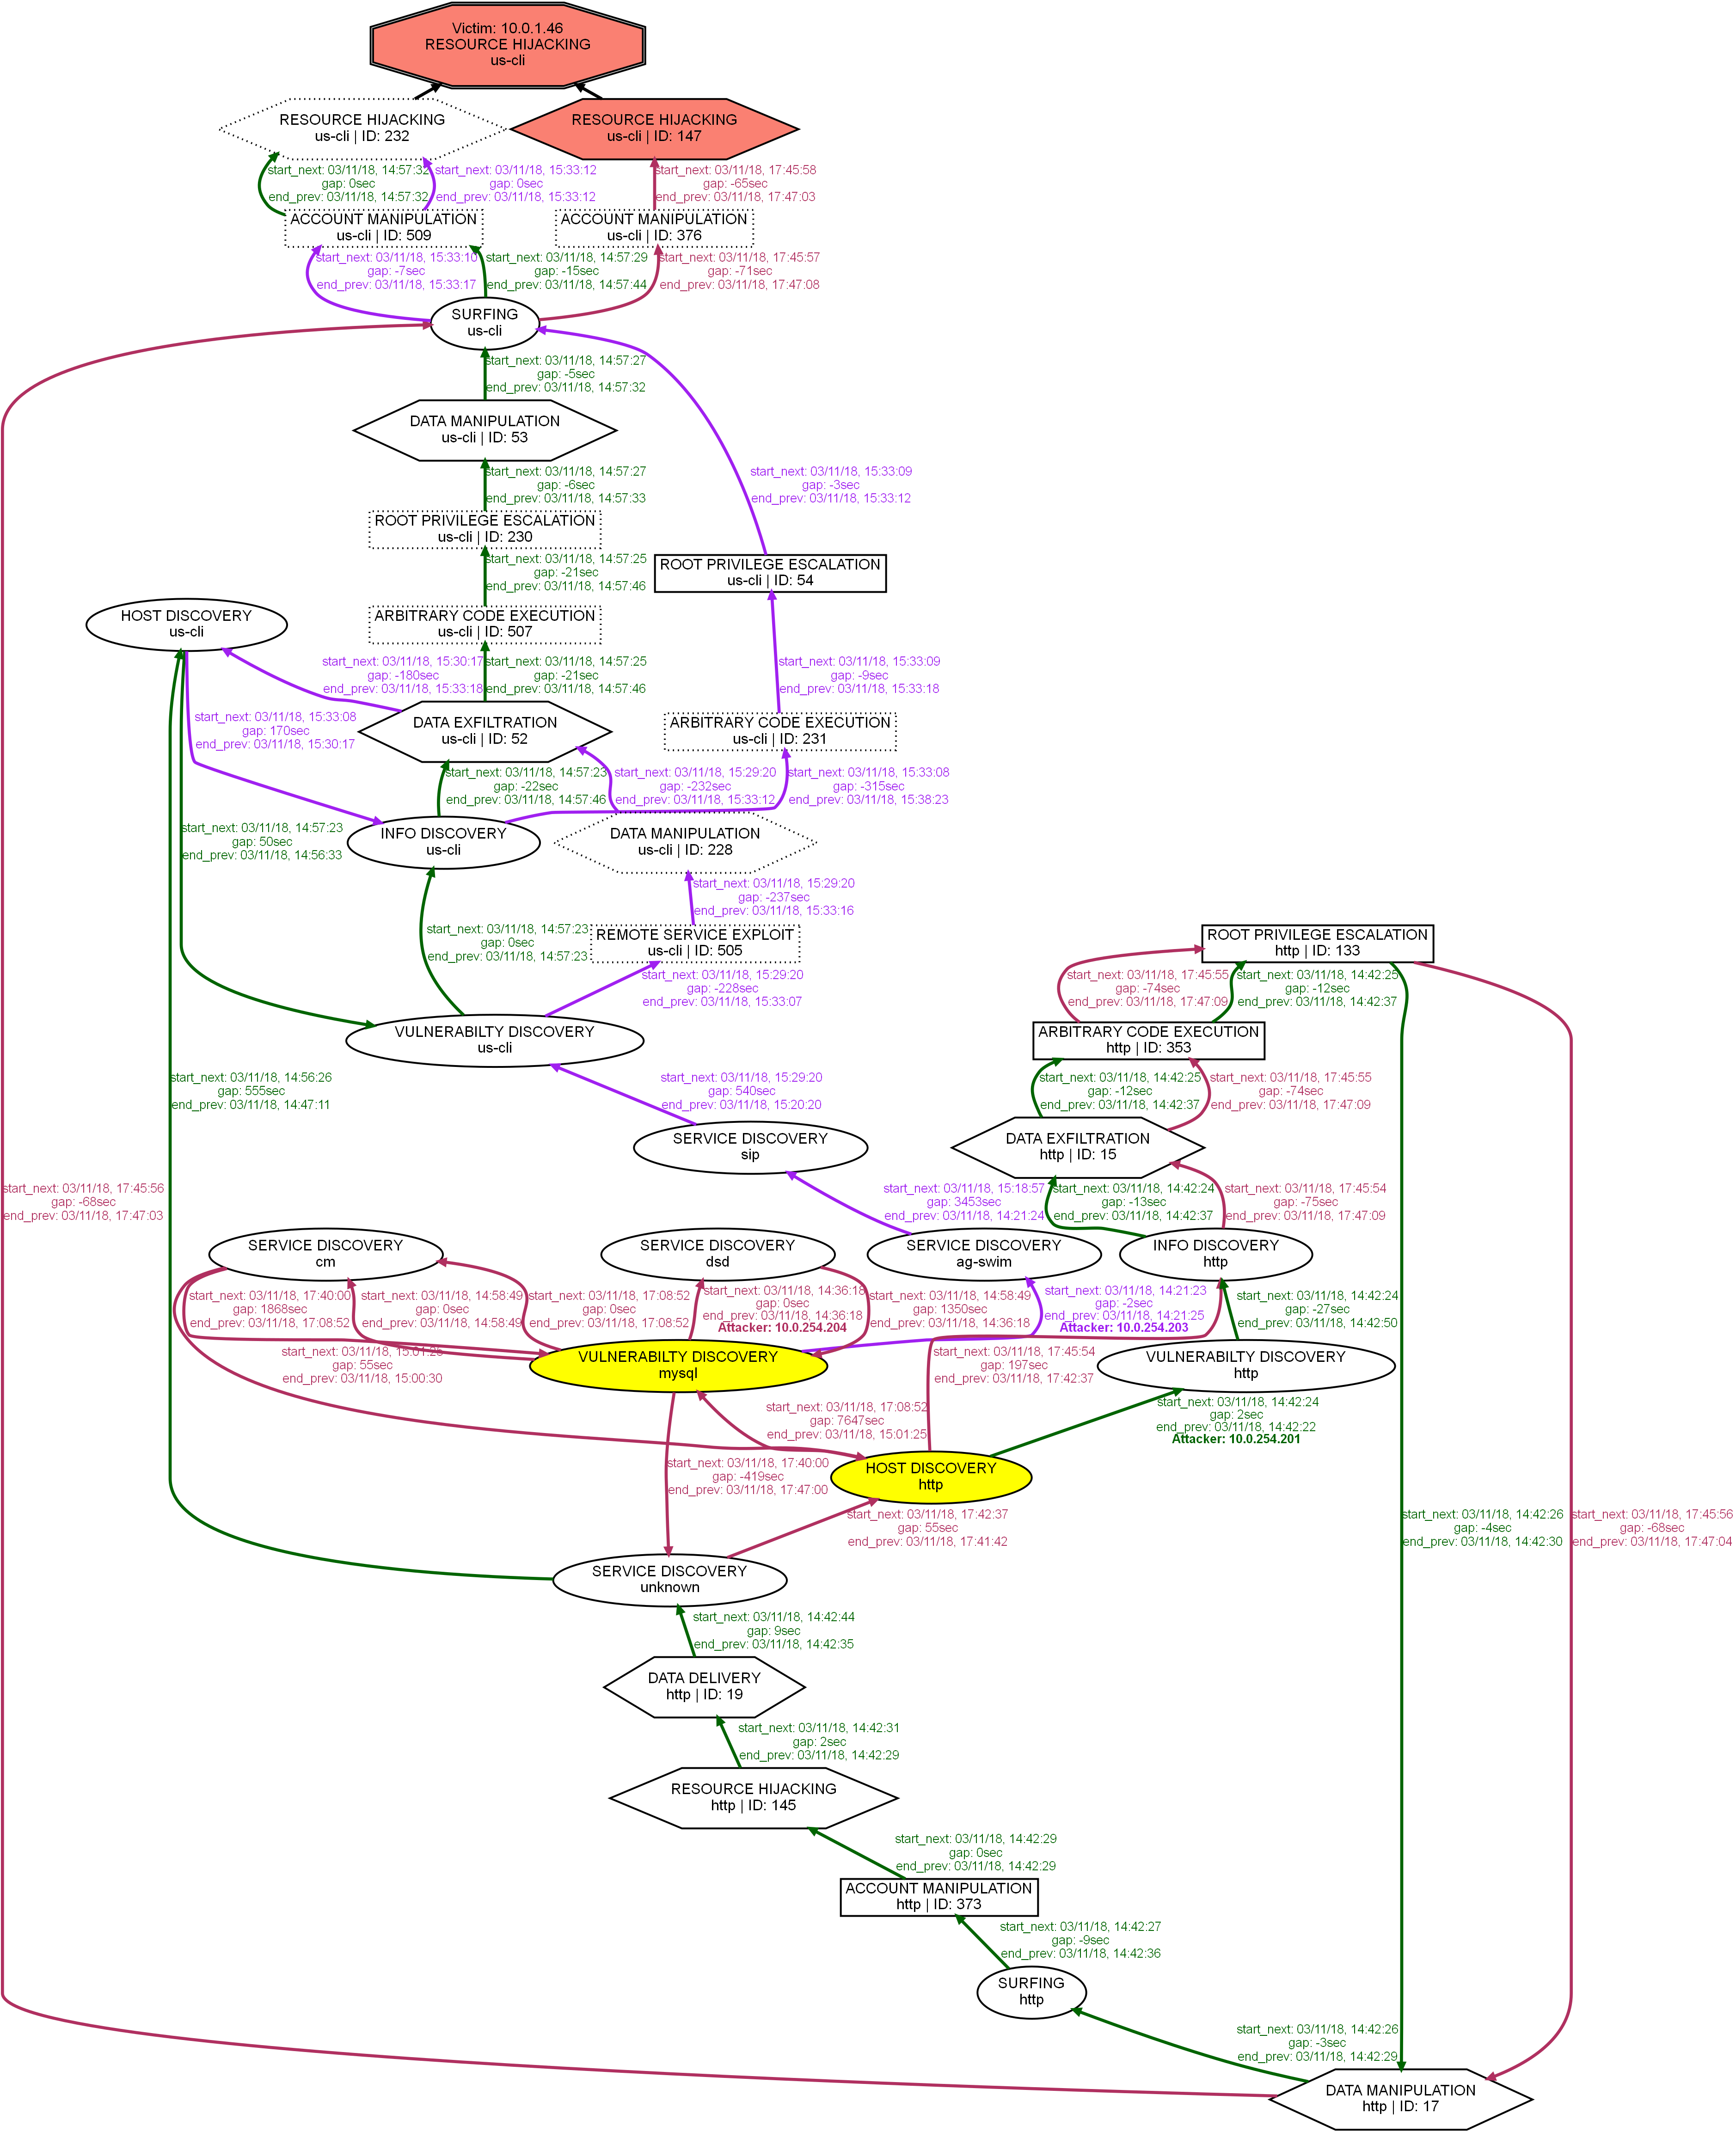 Victim: 10.0.1.46
RESOURCE HIJACKING
us-cli
RESOURCE HIJACKING
us-cli | ID: 232
RESOURCE HIJACKING
us-cli | ID: 147
start_next: 03/11/18, 14:57:32
gap: 0sec
end_prev: 03/11/18, 14:57:32
start_next: 03/11/18, 15:33:12
gap: 0sec
end_prev: 03/11/18, 15:33:12
start_next: 03/11/18, 17:45:58
gap: -65sec
end_prev: 03/11/18, 17:47:03
ACCOUNT MANIPULATION
us-cli | ID: 509
ACCOUNT MANIPULATION
us-cli | ID: 376
start_next: 03/11/18, 15:33:10
gap: -7sec
end_prev: 03/11/18, 15:33:17
start_next: 03/11/18, 14:57:29
gap: -15sec
end_prev: 03/11/18, 14:57:44
start_next: 03/11/18, 17:45:57
gap: -71sec
end_prev: 03/11/18, 17:47:08
SURFING
us-cli
start_next: 03/11/18, 14:57:27
gap: -5sec
end_prev: 03/11/18, 14:57:32
DATA MANIPULATION
us-cli | ID: 53
start_next: 03/11/18, 14:57:27
gap: -6sec
end_prev: 03/11/18, 14:57:33
start_next: 03/11/18, 15:33:09
gap: -3sec
end_prev: 03/11/18, 15:33:12
ROOT PRIVILEGE ESCALATION
us-cli | ID: 230
start_next: 03/11/18, 14:57:25
gap: -21sec
end_prev: 03/11/18, 14:57:46
ROOT PRIVILEGE ESCALATION
us-cli | ID: 54
HOST DISCOVERY
us-cli
ARBITRARY CODE EXECUTION
us-cli | ID: 507
start_next: 03/11/18, 15:30:17
gap: -180sec
end_prev: 03/11/18, 15:33:18
start_next: 03/11/18, 14:57:25
gap: -21sec
end_prev: 03/11/18, 14:57:46
start_next: 03/11/18, 15:33:09
gap: -9sec
end_prev: 03/11/18, 15:33:18
start_next: 03/11/18, 15:33:08
gap: 170sec
end_prev: 03/11/18, 15:30:17
DATA EXFILTRATION
us-cli | ID: 52
ARBITRARY CODE EXECUTION
us-cli | ID: 231
start_next: 03/11/18, 14:57:23
gap: -22sec
end_prev: 03/11/18, 14:57:46
start_next: 03/11/18, 15:29:20
gap: -232sec
end_prev: 03/11/18, 15:33:12
start_next: 03/11/18, 15:33:08
gap: -315sec
end_prev: 03/11/18, 15:38:23
start_next: 03/11/18, 14:57:23
gap: 50sec
end_prev: 03/11/18, 14:56:33
INFO DISCOVERY
us-cli
DATA MANIPULATION
us-cli | ID: 228
start_next: 03/11/18, 15:29:20
gap: -237sec
end_prev: 03/11/18, 15:33:16
start_next: 03/11/18, 14:57:23
gap: 0sec
end_prev: 03/11/18, 14:57:23
REMOTE SERVICE EXPLOIT
us-cli | ID: 505
ROOT PRIVILEGE ESCALATION
http | ID: 133
start_next: 03/11/18, 15:29:20
gap: -228sec
end_prev: 03/11/18, 15:33:07
start_next: 03/11/18, 17:45:55
gap: -74sec
end_prev: 03/11/18, 17:47:09
start_next: 03/11/18, 14:42:25
gap: -12sec
end_prev: 03/11/18, 14:42:37
VULNERABILTY DISCOVERY
us-cli
ARBITRARY CODE EXECUTION
http | ID: 353
start_next: 03/11/18, 14:56:26
gap: 555sec
end_prev: 03/11/18, 14:47:11
start_next: 03/11/18, 15:29:20
gap: 540sec
end_prev: 03/11/18, 15:20:20
start_next: 03/11/18, 14:42:25
gap: -12sec
end_prev: 03/11/18, 14:42:37
start_next: 03/11/18, 17:45:55
gap: -74sec
end_prev: 03/11/18, 17:47:09
SERVICE DISCOVERY
sip
DATA EXFILTRATION
http | ID: 15
start_next: 03/11/18, 17:45:56
gap: -68sec
end_prev: 03/11/18, 17:47:03
start_next: 03/11/18, 15:18:57
gap: 3453sec
end_prev: 03/11/18, 14:21:24
start_next: 03/11/18, 14:42:24
gap: -13sec
end_prev: 03/11/18, 14:42:37
start_next: 03/11/18, 17:45:54
gap: -75sec
end_prev: 03/11/18, 17:47:09
SERVICE DISCOVERY
cm
SERVICE DISCOVERY
dsd
SERVICE DISCOVERY
ag-swim
INFO DISCOVERY
http
start_next: 03/11/18, 17:40:00
gap: 1868sec
end_prev: 03/11/18, 17:08:52
start_next: 03/11/18, 14:58:49
gap: 0sec
end_prev: 03/11/18, 14:58:49
start_next: 03/11/18, 17:08:52
gap: 0sec
end_prev: 03/11/18, 17:08:52
start_next: 03/11/18, 14:36:18
gap: 0sec
end_prev: 03/11/18, 14:36:18
Attacker: 10.0.254.204
start_next: 03/11/18, 14:58:49
gap: 1350sec
end_prev: 03/11/18, 14:36:18
start_next: 03/11/18, 14:21:23
gap: -2sec
end_prev: 03/11/18, 14:21:25
Attacker: 10.0.254.203
start_next: 03/11/18, 14:42:24
gap: -27sec
end_prev: 03/11/18, 14:42:50
start_next: 03/11/18, 15:01:25
gap: 55sec
end_prev: 03/11/18, 15:00:30
VULNERABILTY DISCOVERY
mysql
start_next: 03/11/18, 17:45:54
gap: 197sec
end_prev: 03/11/18, 17:42:37
VULNERABILTY DISCOVERY
http
start_next: 03/11/18, 17:08:52
gap: 7647sec
end_prev: 03/11/18, 15:01:25
start_next: 03/11/18, 14:42:24
gap: 2sec
end_prev: 03/11/18, 14:42:22
Attacker: 10.0.254.201
start_next: 03/11/18, 17:40:00
gap: -419sec
end_prev: 03/11/18, 17:47:00
HOST DISCOVERY
http
start_next: 03/11/18, 17:42:37
gap: 55sec
end_prev: 03/11/18, 17:41:42
start_next: 03/11/18, 14:42:26
gap: -4sec
end_prev: 03/11/18, 14:42:30
start_next: 03/11/18, 17:45:56
gap: -68sec
end_prev: 03/11/18, 17:47:04
SERVICE DISCOVERY
unknown
start_next: 03/11/18, 14:42:44
gap: 9sec
end_prev: 03/11/18, 14:42:35
DATA DELIVERY
http | ID: 19
start_next: 03/11/18, 14:42:31
gap: 2sec
end_prev: 03/11/18, 14:42:29
RESOURCE HIJACKING
http | ID: 145
start_next: 03/11/18, 14:42:29
gap: 0sec
end_prev: 03/11/18, 14:42:29
ACCOUNT MANIPULATION
http | ID: 373
start_next: 03/11/18, 14:42:27
gap: -9sec
end_prev: 03/11/18, 14:42:36
SURFING
http
start_next: 03/11/18, 14:42:26
gap: -3sec
end_prev: 03/11/18, 14:42:29
DATA MANIPULATION
http | ID: 17